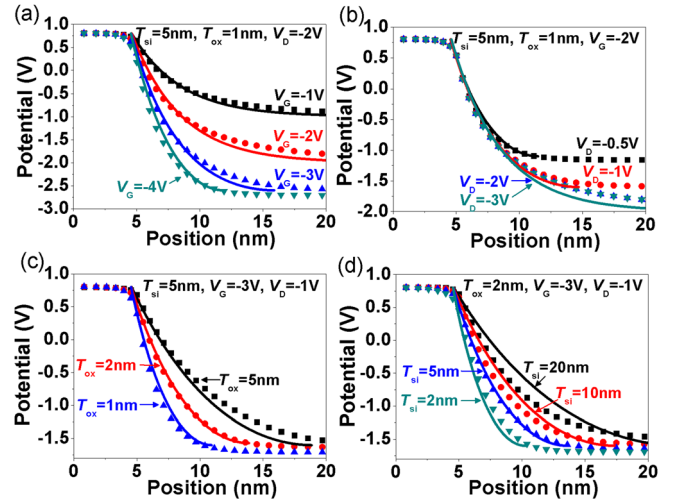 (a)
T_si=5nm, T_ox=1nm, V_D=-2V
V_G=-1V
V_G=-2V
V_G=-3V
V_G=-4V
1.0
0.5
0.0
-0.5
-1.0
-1.5
-2.0
-2.5
-3.0
0 5 10 15 20
Potential (V)
Position (nm)
(b)
T_si=5nm, T_ox=1nm, V_G=-2V
V_D=-0.5V
V_D=-1V
V_D=-2V
V_D=-3V
1.0
0.5
0.0
-0.5
-1.0
-1.5
-2.0
0 5 10 15 20
Potential (V)
Position (nm)
(c)
T_si=5nm, V_G=-3V, V_D=-1V
T_ox=2nm
T_ox=5nm
T_ox=1nm
1.0
0.5
0.0
-0.5
-1.0
-1.5
0 5 10 15 20
Potential (V)
Position (nm)
(d)
T_ox=2nm, V_G=-3V, V_D=-1V
T_si=20nm
T_si=5nm
T_si=10nm
T_si=2nm
1.0
0.5
0.0
-0.5
-1.0
-1.5
0 5 10 15 20
Potential (V)
Position (nm)